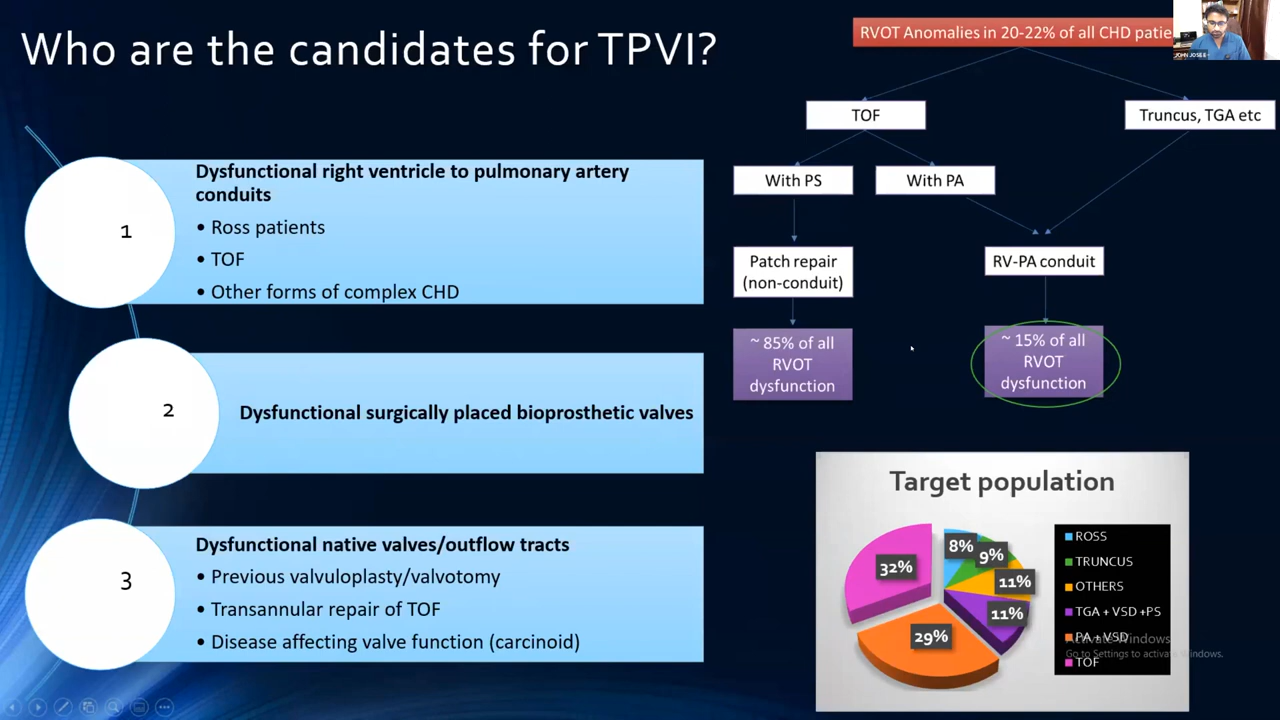 Who are the candidates for TPVI?
1
Dysfunctional right ventricle to pulmonary artery
conduits
• Ross patients
• TOF
• Other forms of complex CHD
2
Dysfunctional surgically placed bioprosthetic valves
3
Dysfunctional native valves/outflow tracts
• Previous valvuloplasty/valvotomy
• Transannular repair of TOF
• Disease affecting valve function (carcinoid)
RVOT Anomalies in 20-22% of all CHD patie
TOF
Truncus, TGA etc
With PS
With PA
Patch repair
(non-conduit)
RV-PA conduit
~ 85% of all
RVOT
dysfunction
~ 15% of all
RVOT
dysfunction
Target population
8%
9%
11%
11%
29%
32%
ROSS
TRUNCUS
OTHERS
TGA + VSD +PS
PA + VSD
TOF
Activate Windows
Go to Settings to activate Windows.